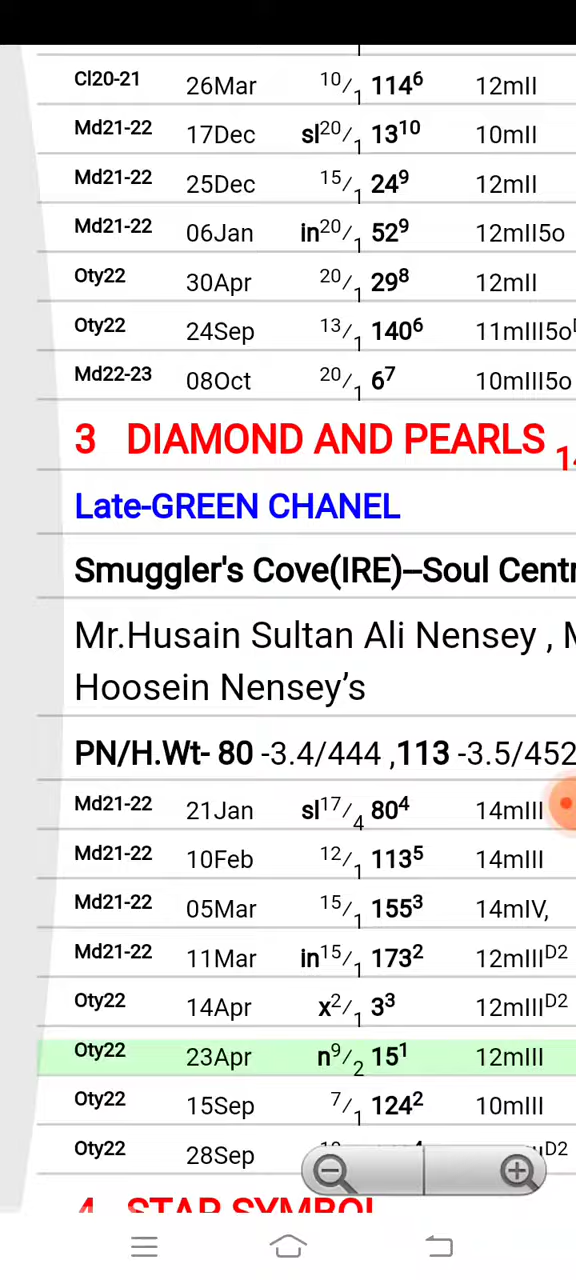 Cl20-21 26Mar 10/1 114⁶ 12mII
Md21-22 17Dec sl20/1 13¹⁰ 10mII
Md21-22 25Dec 15/1 24⁹ 12mII
Md21-22 06Jan in20/1 52⁹ 12mII5o
Oty22 30Apr 20/1 29⁸ 12mII
Oty22 24Sep 13/1 140⁶ 11mIII5o
Md22-23 08Oct 20/1 6⁷ 10mIII5o
3 DIAMOND AND PEARLS
Late-GREEN CHANEL
Smuggler's Cove(IRE)–Soul
Mr.Husain Sultan Ali Nensey ,
Hoosein Nensey's
PN/H.Wt- 80 -3.4/444 ,113 -3.5/452
Md21-22 21Jan sl17/4 80⁴ 14mIII
Md21-22 10Feb 12/1 113⁵ 14mIII
Md21-22 05Mar 15/1 155³ 14mIV,
Md21-22 11Mar in15/1 173² 12mIIIᴰ²
Oty22 14Apr x2/1 3³ 12mIIIᴰ²
Oty22 23Apr n9/2 15¹ 12mIII
Oty22 15Sep 7/1 124² 10mIII
Oty22 28Sep D2
4 STAR SYMBOL